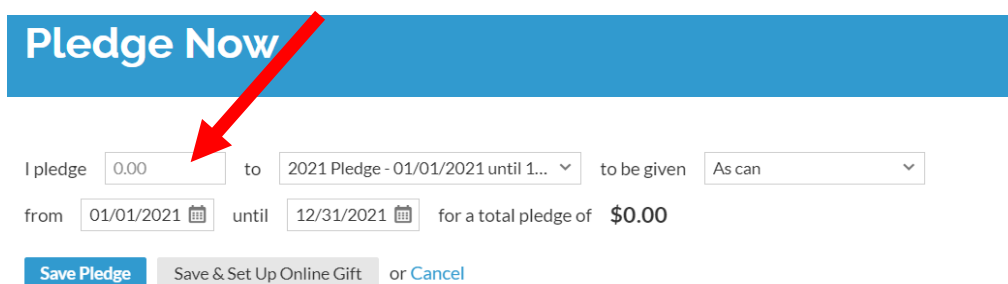 Pledge Now
I pledge 0.00 to 2021 Pledge - 01/01/2021 until 1... to be given As can
from 01/01/2021 until 12/31/2021 for a total pledge of $0.00
Save Pledge Save & Set Up Online Gift or Cancel